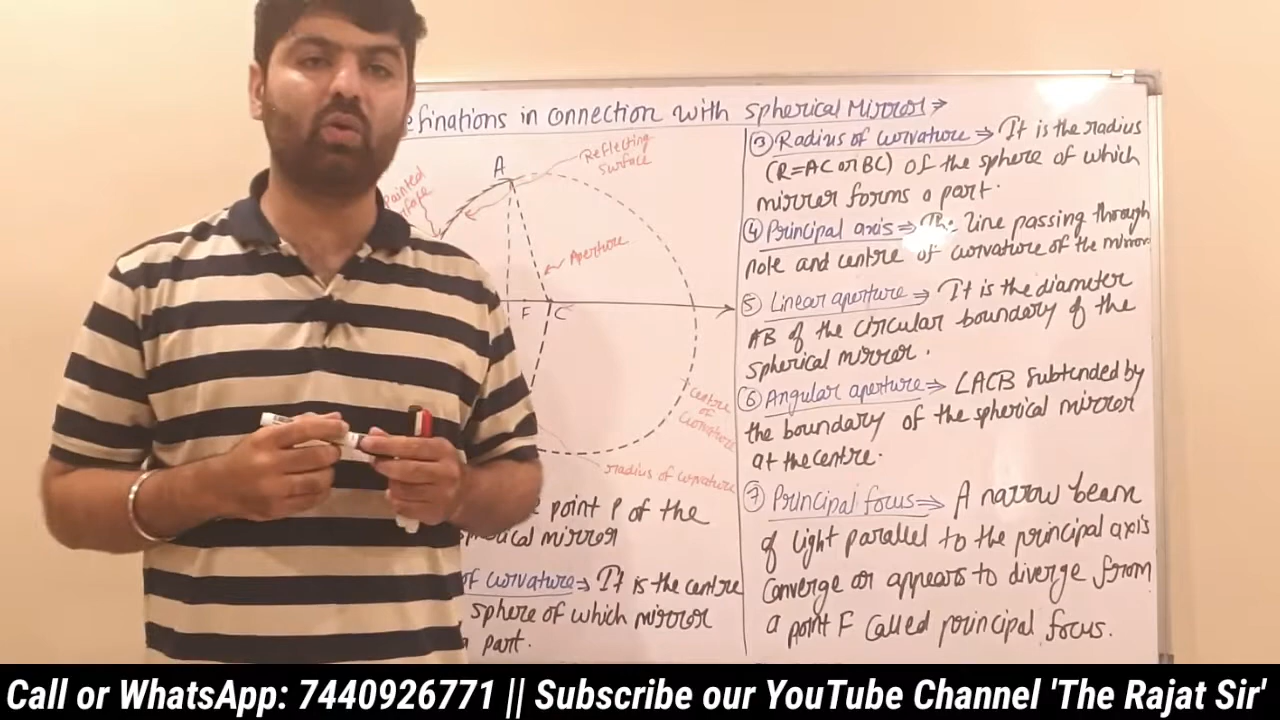 efinations in connection with spherical Mirror⇒
Reflecting
surface
A
Painted
Aperture
F
C
centre
of
Curvature
radius of curvature
point P of the
mirror
of curvature ⇒ It is the centre
sphere of which mirror
part.
③ Radius of curvature ⇒ It is the radius
(R=AC or BC) of the sphere of which
mirror forms a part.
④ Principal axis ⇒ The line passing through
pole and centre of curvature of the mirror
⑤ Linear aperture ⇒ It is the diameter
AB of the circular boundary of the
spherical mirror.
⑥ Angular aperture ⇒ ∠ACB subtended by
the boundary of the spherical mirror
at the centre.
⑦ Principal focus ⇒ A narrow beam
of light parallel to the principal axis
converge or appears to diverge from
a point F called principal focus.
Call or WhatsApp: 7440926771 || Subscribe our YouTube Channel 'The Rajat Sir'